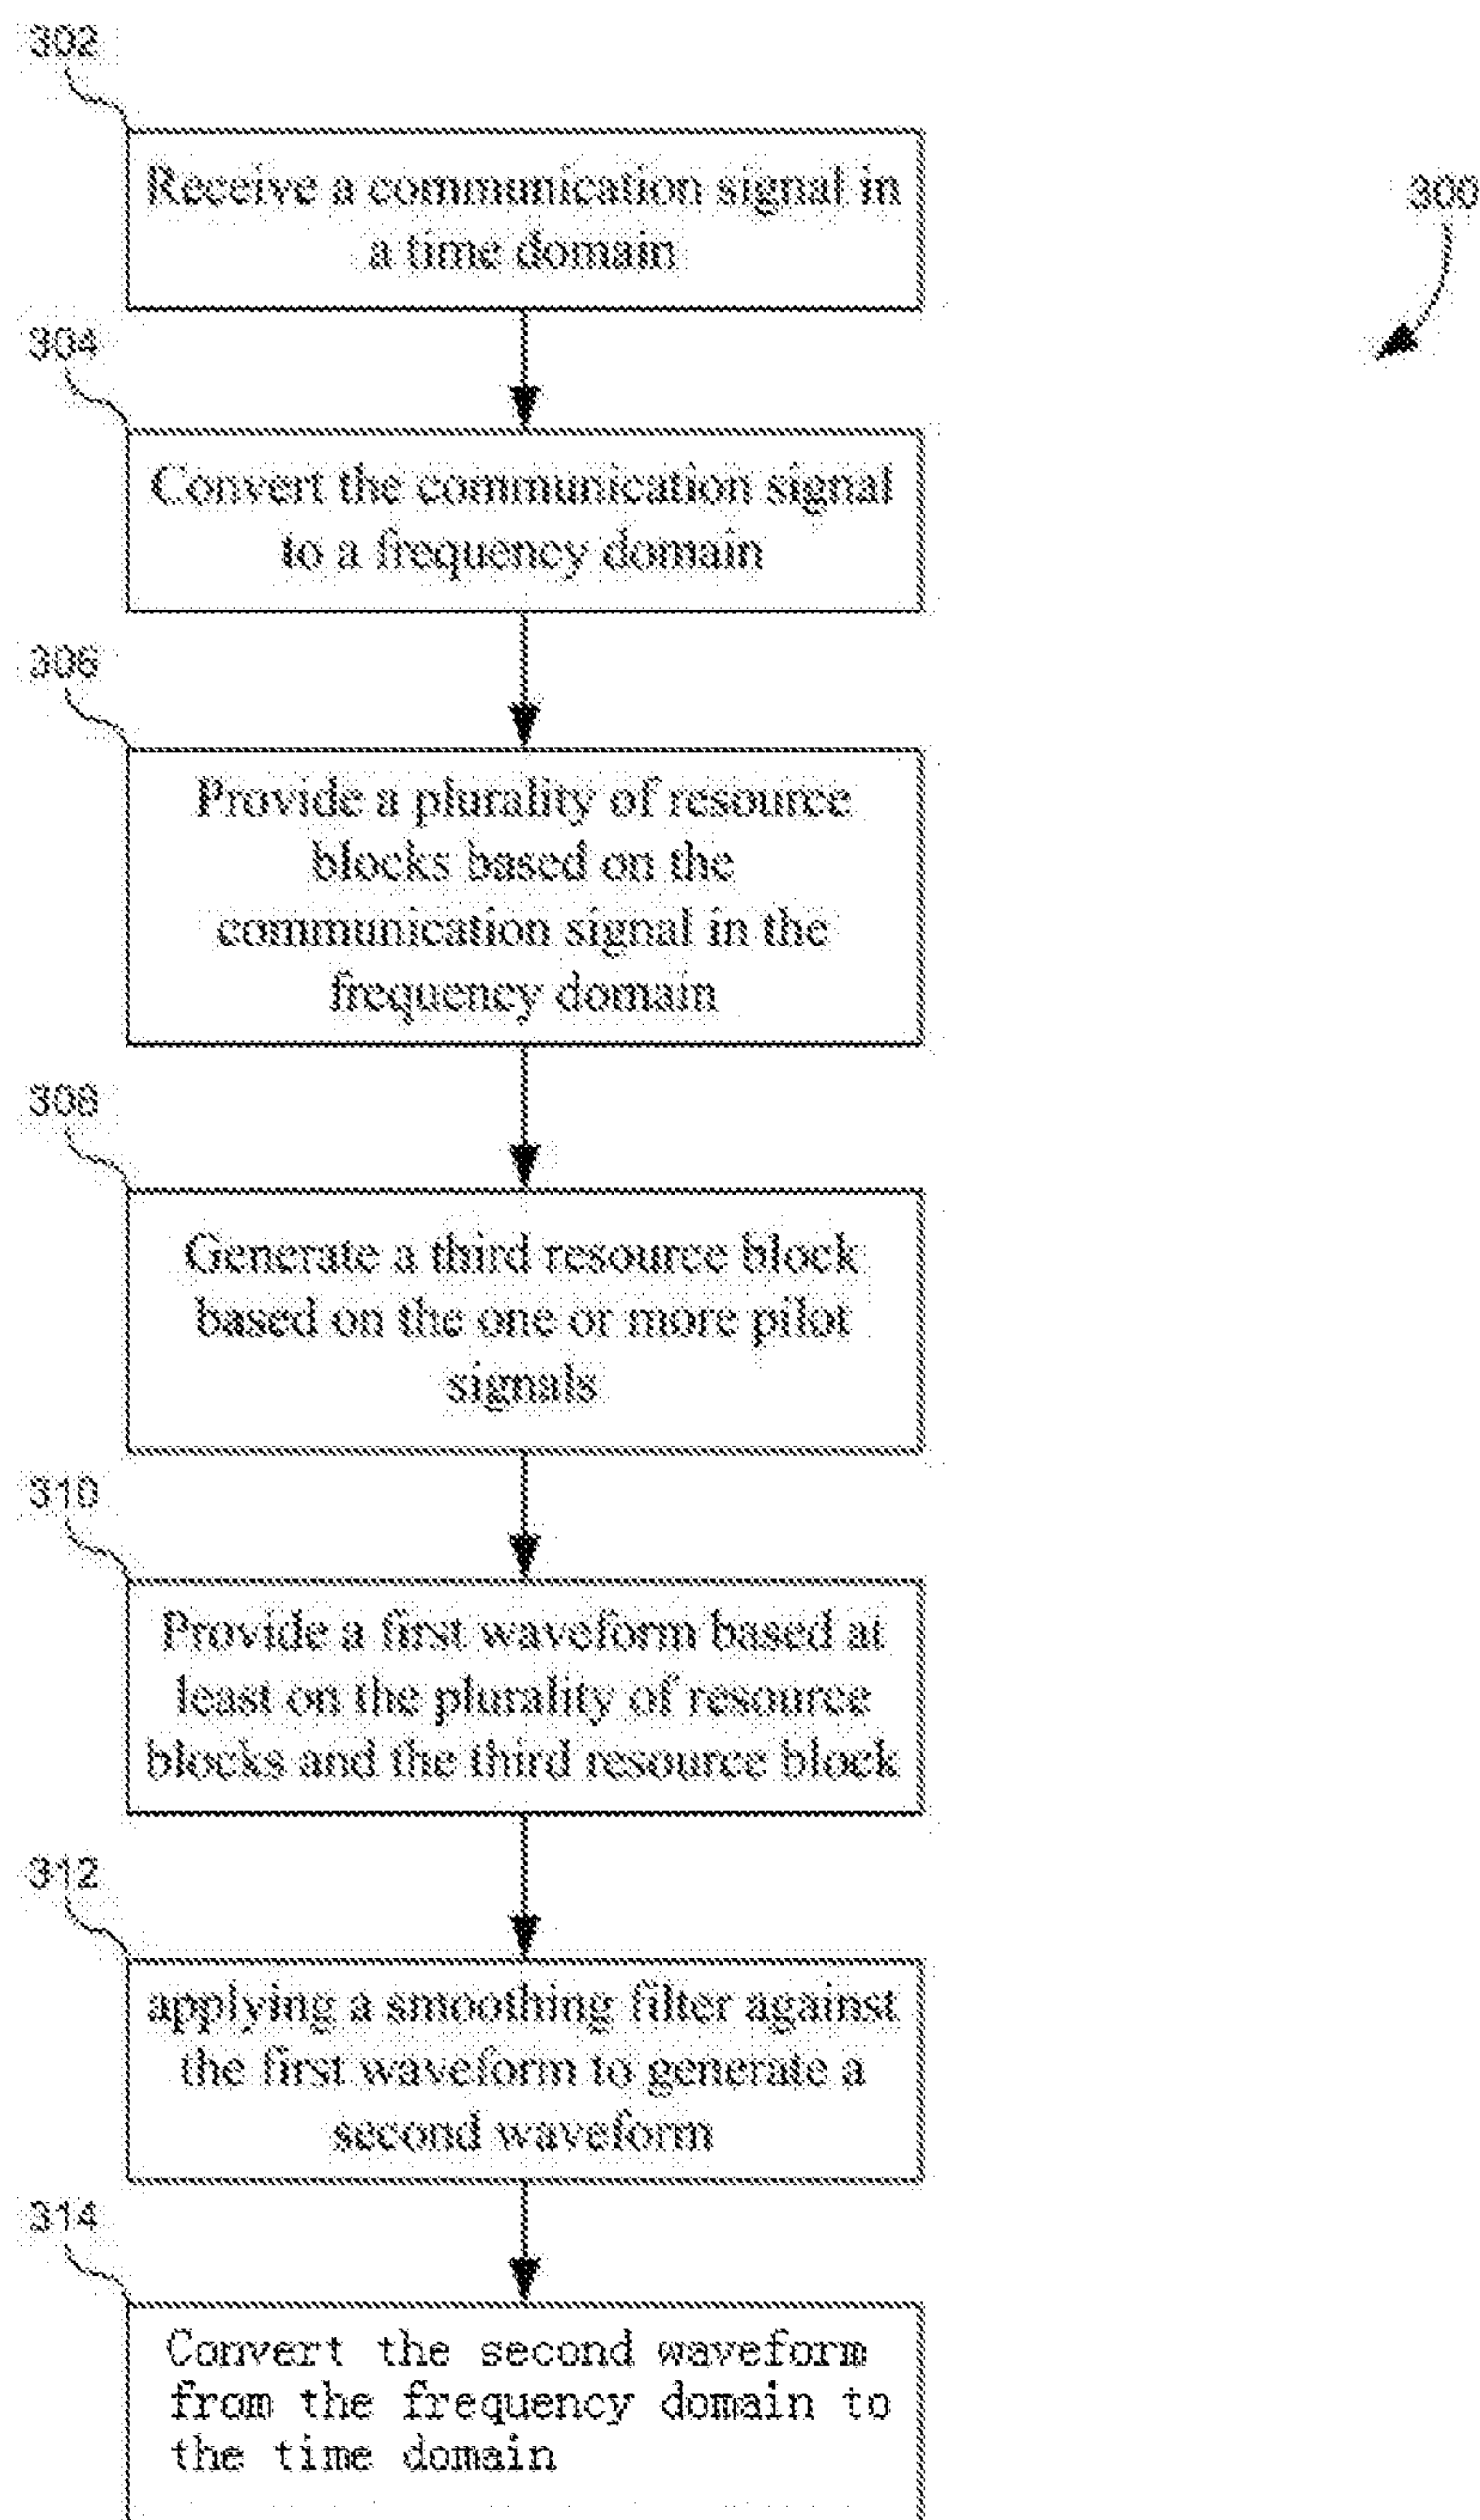 302
Receive a communication signal in
a time domain
300
304
Convert the communication signal
to a frequency domain
306
Provide a plurality of resource
blocks based on the
communication signal in the
frequency domain
308
Generate a third resource block
based on the one or more pilot
signals
310
Provide a first waveform based at
least on the plurality of resource
blocks and the third resource block
312
applying a smoothing filter against
the first waveform to generate a
second waveform
314
Convert the second waveform
from the frequency domain to
the time domain